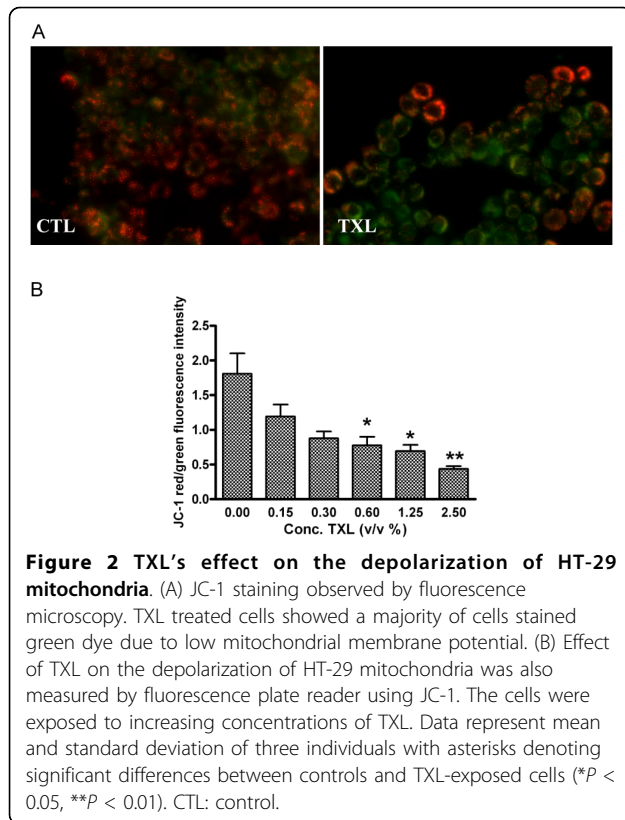 A
CTL
TXL
B
JC-1 red/green fluorescence intensity
2.5
2.0
1.5
1.0
0.5
0.0
*
*
**
0.00 0.15 0.30 0.60 1.25 2.50
Conc. TXL (v/v %)
Figure 2 TXL's effect on the depolarization of HT-29
mitochondria. (A) JC-1 staining observed by fluorescence
microscopy. TXL treated cells showed a majority of cells stained
green dye due to low mitochondrial membrane potential. (B) Effect
of TXL on the depolarization of HT-29 mitochondria was also
measured by fluorescence plate reader using JC-1. The cells were
exposed to increasing concentrations of TXL. Data represent mean
and standard deviation of three individuals with asterisks denoting
significant differences between controls and TXL-exposed cells (*P <
0.05, **P < 0.01). CTL: control.